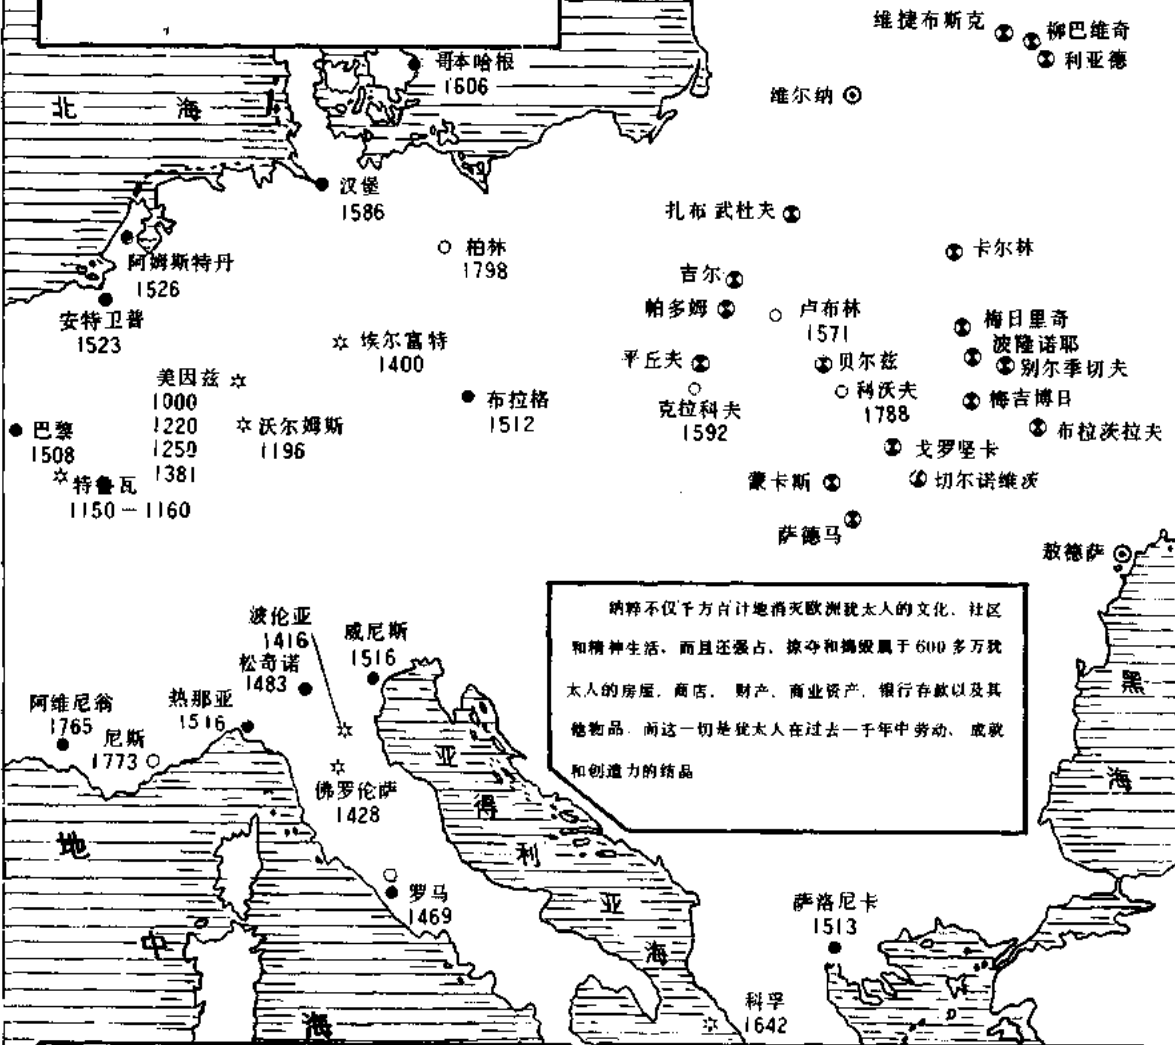 维捷布斯克
柳巴维奇
利亚德
哥本哈根
1606
维尔纳
北海
汉堡
1586
扎布武杜夫
阿姆斯特丹
1526
柏林
1798
卡尔林
吉尔
安特卫普
1523
帕多姆
卢布林
1571
梅日里奇
埃尔富特
1400
波隆诺耶
平丘夫
贝尔兹
别尔季切夫
美因兹
1000
1220
1259
1381
布拉格
1512
克拉科夫
1592
科沃夫
1788
梅吉博日
巴黎
1508
沃尔姆斯
1196
布拉茨拉夫
戈罗坚卡
特鲁瓦
1150－1160
蒙卡斯
切尔诺维茨
萨德马
敖德萨
纳粹不仅千方百计地消灭欧洲犹太人的文化、社区
和精神生活，而且还强占、掠夺和捣毁属于600多万犹
太人的房屋、商店、财产、商业资产、银行存款以及其
他物品。而这一切是犹太人在过去一千年中劳动、成就
和创造力的结晶
波伦亚
1416
威尼斯
1516
松奇诺
1483
阿维尼翁
1765
热那亚
1516
尼斯
1773
佛罗伦萨
1428
亚得利亚海
黑海
罗马
1469
萨洛尼卡
1513
地中海
科孚
1642